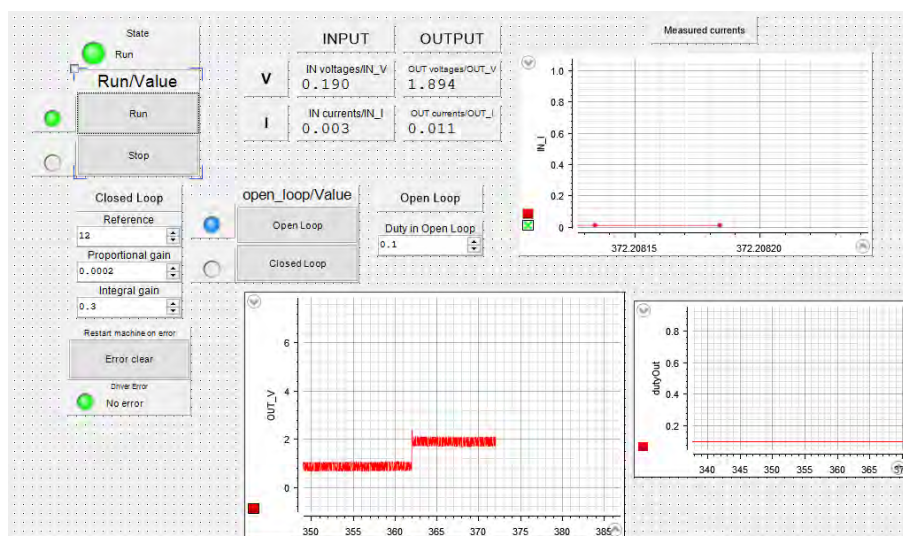 State
Run
Run/Value
Run
Stop
INPUT
OUTPUT
V
IN voltages/IN_V
0.190
OUT voltages/OUT_V
1.894
I
IN currents/IN_I
0.003
OUT currents/OUT_I
0.011
Measured currents
IN_I
1.0
0.8
0.6
0.4
0.2
0
372.20815
372.20820
Closed Loop
Reference
12
Proportional gain
0.0002
Integral gain
0.3
open_loop/Value
Open Loop
Closed Loop
Open Loop
Duty in Open Loop
0.1
Restart machine on error
Error clear
Driver Error
No error
OUT_V
6
4
2
0
350
355
360
365
370
375
380
385
dutyOut
0.8
0.6
0.4
0.2
340
345
350
355
360
365